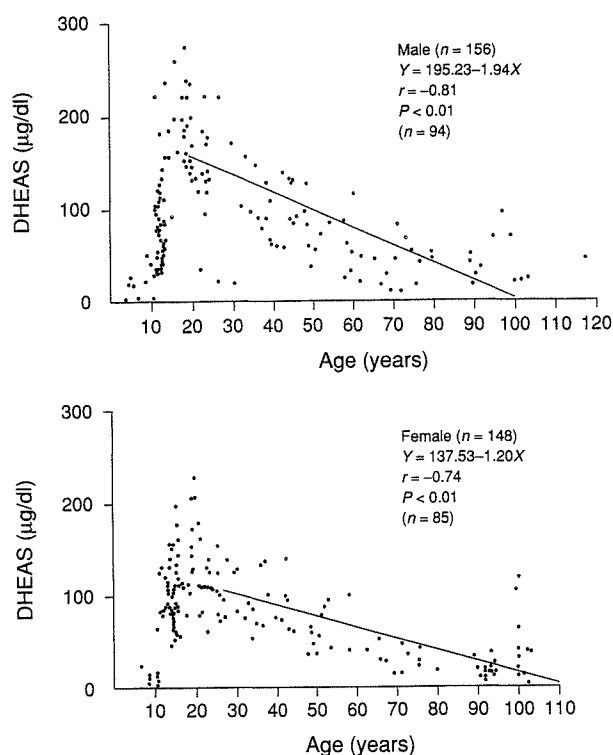 300
200
100
0
DHEAS (µg/dl)
Male (n = 156)
Y = 195.23–1.94X
r = –0.81
P < 0.01
(n = 94)
10 20 30 40 50 60 70 80 90 100 110 120
Age (years)
300
200
100
0
DHEAS (µg/dl)
Female (n = 148)
Y = 137.53–1.20X
r = –0.74
P < 0.01
(n = 85)
10 20 30 40 50 60 70 80 90 100 110
Age (years)